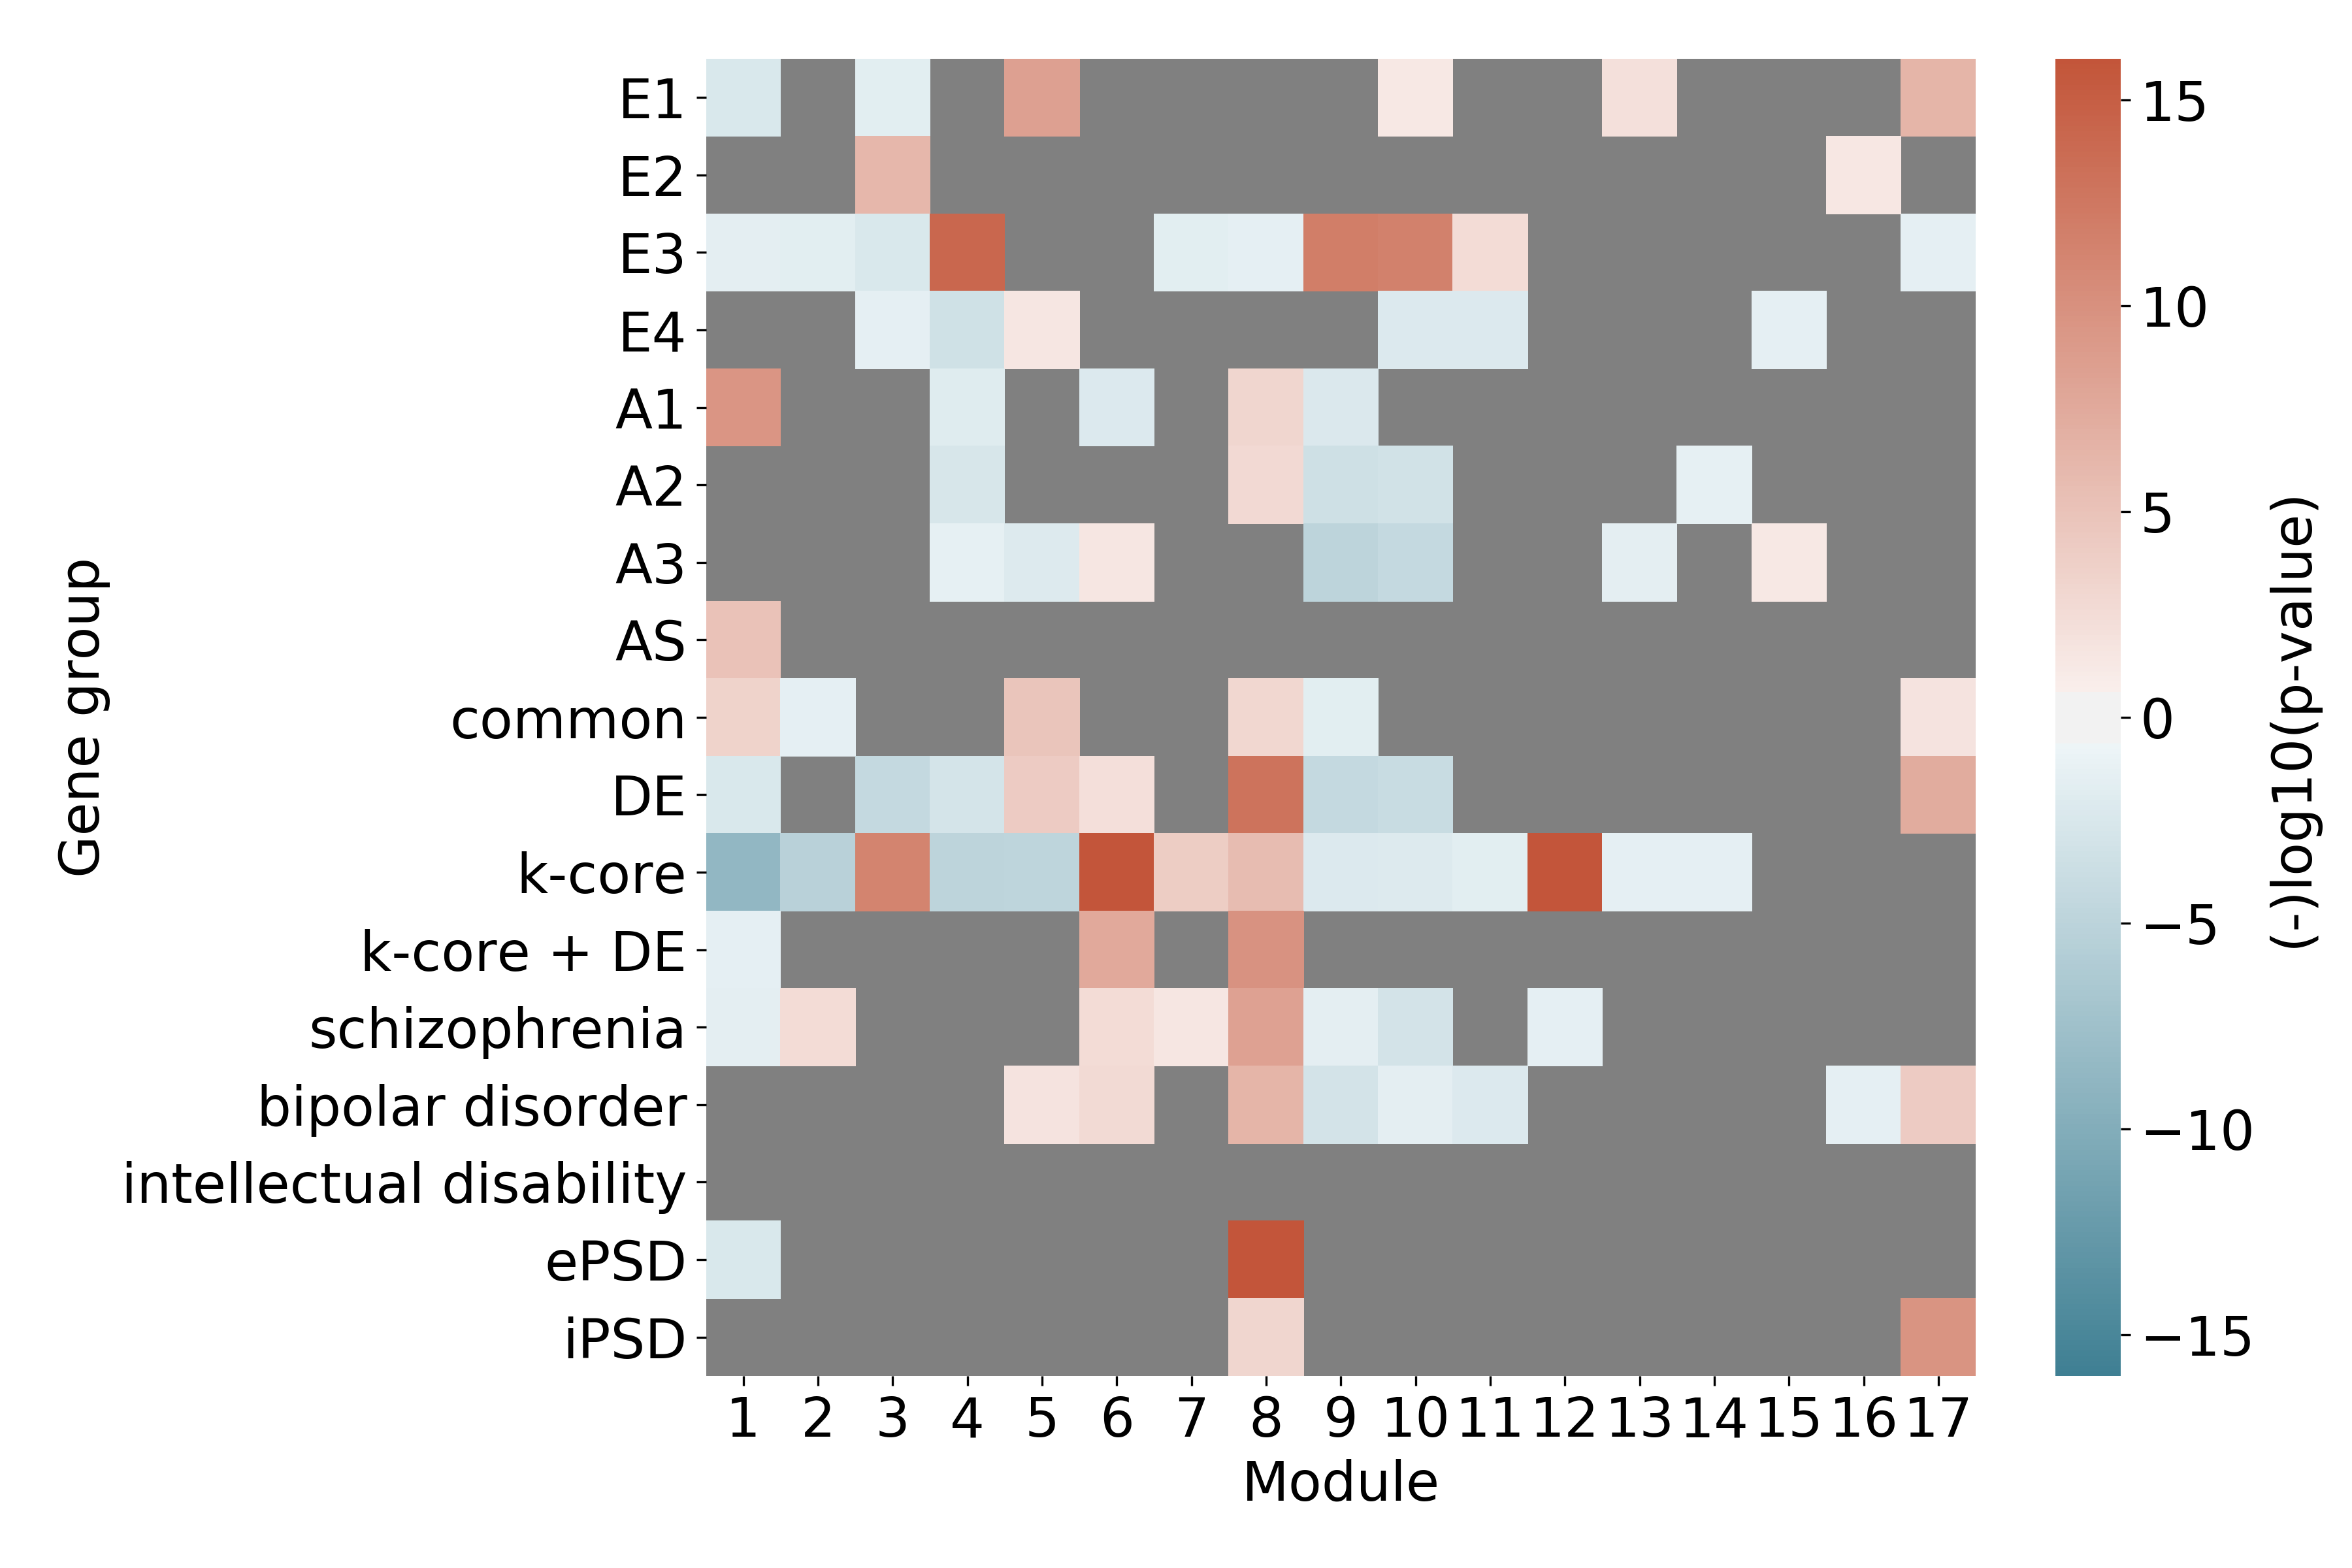 Gene group
E1
E2
E3
E4
A1
A2
A3
AS
common
DE
k-core
k-core + DE
schizophrenia
bipolar disorder
intellectual disability
ePSD
iPSD
1 2 3 4 5 6 7 8 9 10 11 12 13 14 15 16 17
Module
15
10
5
0
−5
−10
−15
(-)log10(p-value)